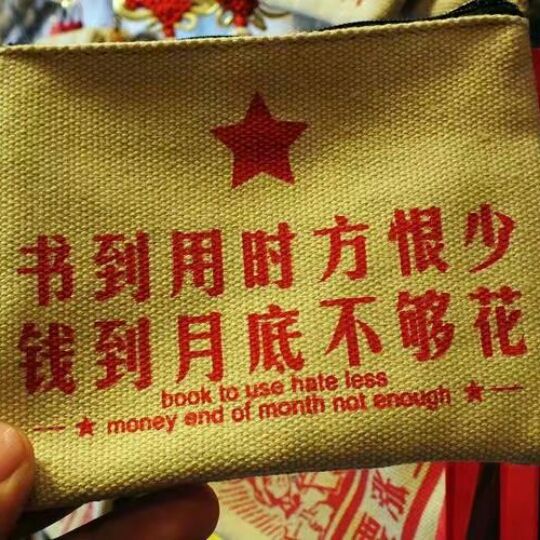 书到用时方恨少
钱到月底不够花
book to use hate less
money end of month not enough